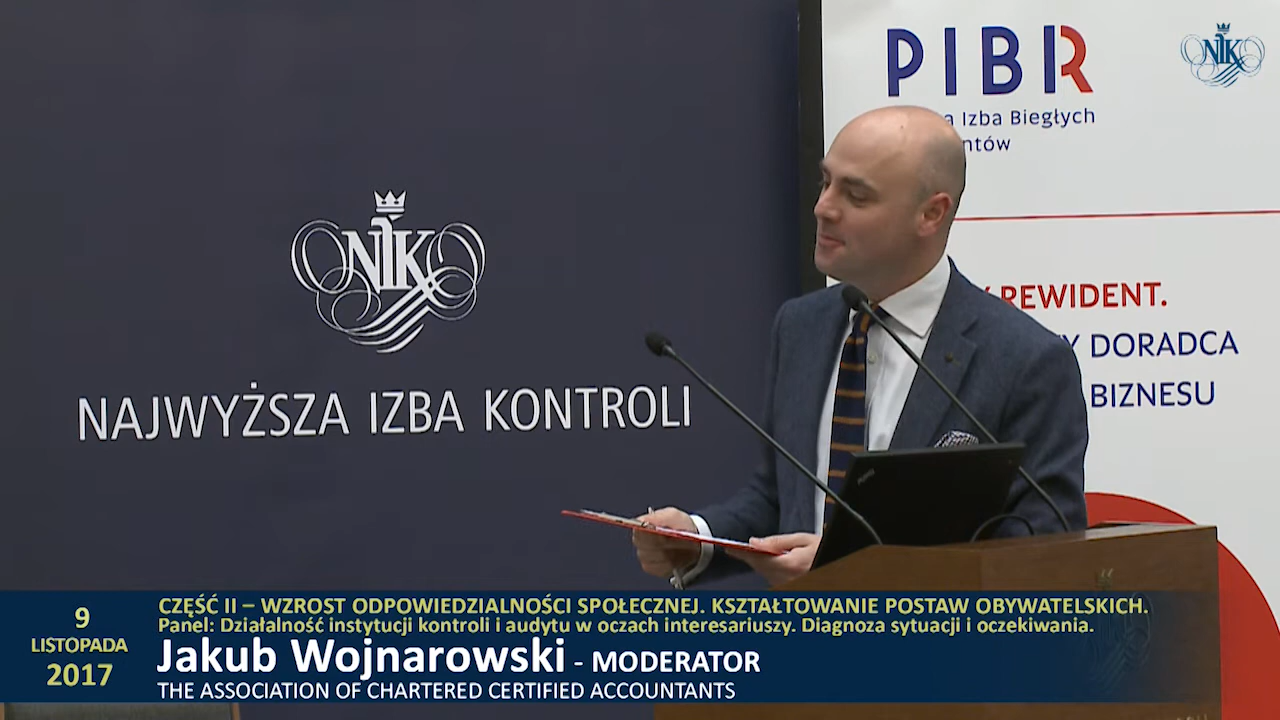 PIBR
NIK
a Izba Biegłych
ntów
NIK
NAJWYŻSZA IZBA KONTROLI
REWIDENT.
Y DORADCA
BIZNESU
9
LISTOPADA
2017
CZĘŚĆ II – WZROST ODPOWIEDZIALNOŚCI SPOŁECZNEJ. KSZTAŁTOWANIE POSTAW OBYWATELSKICH.
Panel: Działalność instytucji kontroli i audytu w oczach interesariuszy. Diagnoza sytuacji i oczekiwania.
Jakub Wojnarowski - MODERATOR
THE ASSOCIATION OF CHARTERED CERTIFIED ACCOUNTANTS